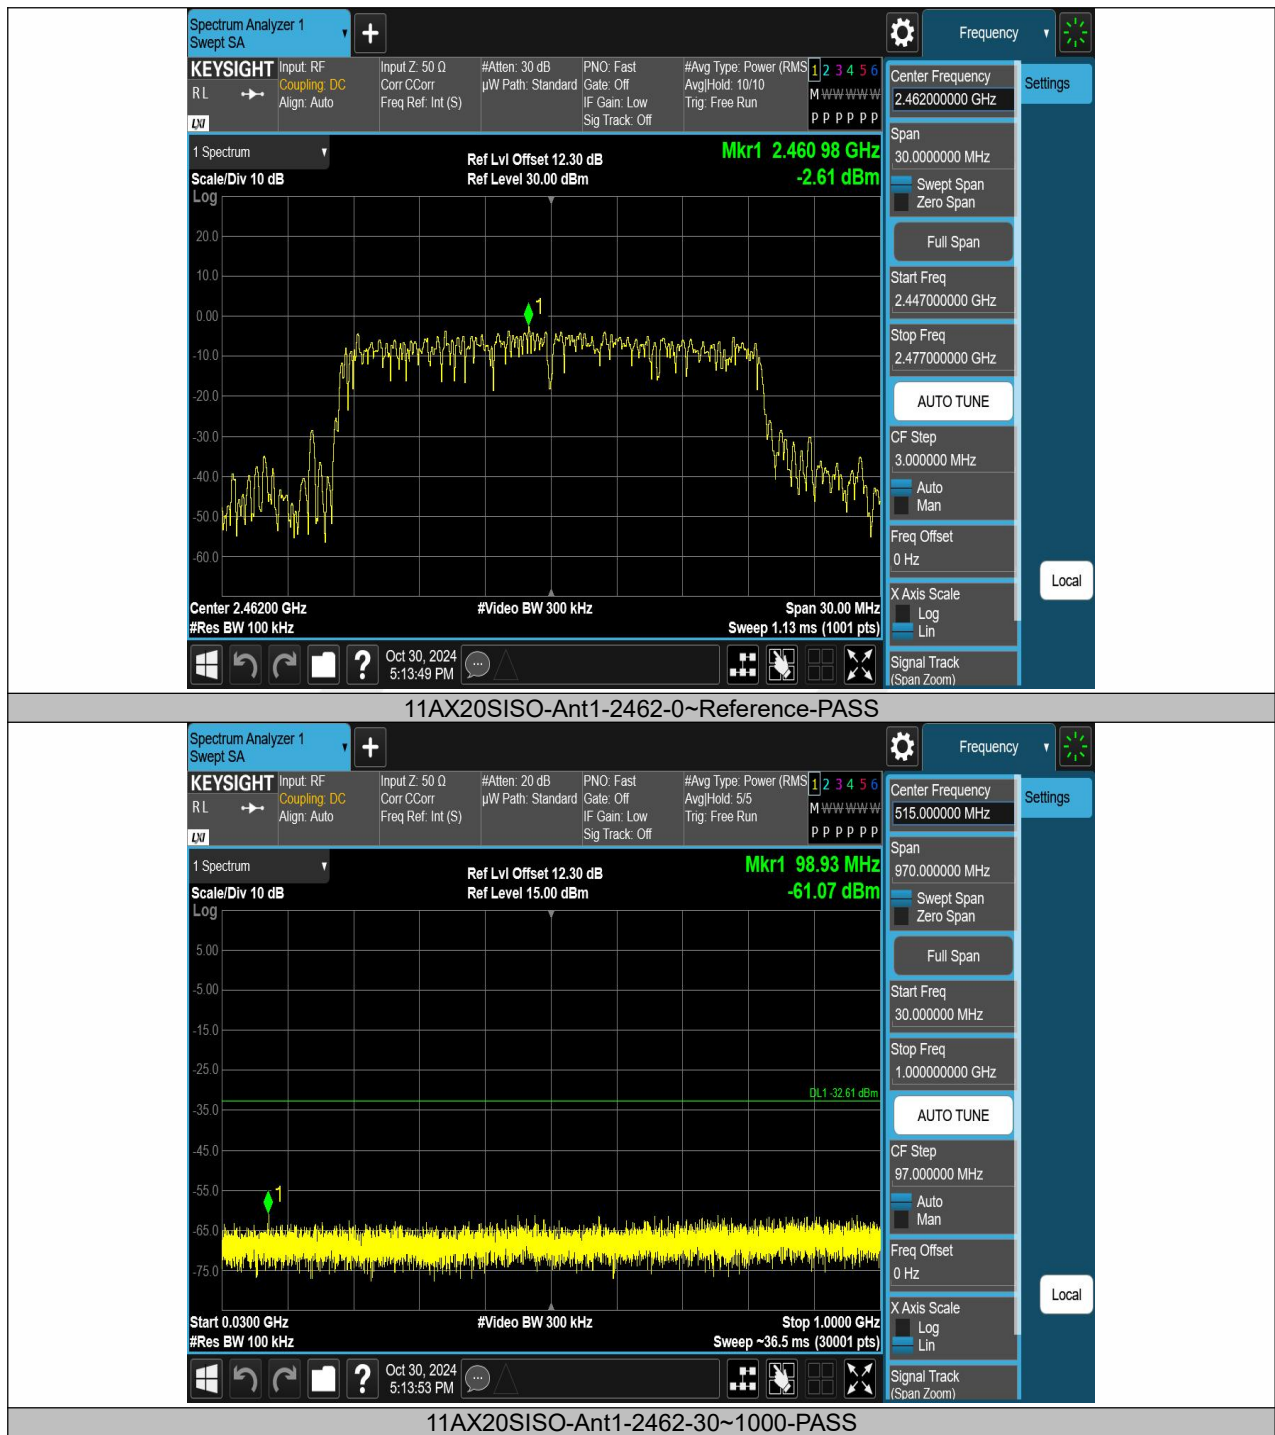 Spectrum Analyzer 1
Swept SA
+
Frequency
KEYSIGHT
RL
LXI
Input: RF
Coupling: DC
Align: Auto
Input Z: 50 Ω
Corr CCorr
Freq Ref: Int (S)
#Atten: 30 dB
µW Path: Standard
PNO: Fast
Gate: Off
IF Gain: Low
Sig Track: Off
#Avg Type: Power (RMS
Avg|Hold: 10/10
Trig: Free Run
1 2 3 4 5 6
M W W W W W
P P P P P P
1 Spectrum
Scale/Div 10 dB
Ref Lvl Offset 12.30 dB
Ref Level 30.00 dBm
Mkr1 2.460 98 GHz
-2.61 dBm
Log
20.0
10.0
0.00
-10.0
-20.0
-30.0
-40.0
-50.0
-60.0
1
Center 2.46200 GHz
#Res BW 100 kHz
#Video BW 300 kHz
Span 30.00 MHz
Sweep 1.13 ms (1001 pts)
?
Oct 30, 2024
5:13:49 PM
Center Frequency
2.462000000 GHz
Settings
Span
30.0000000 MHz
Swept Span
Zero Span
Full Span
Start Freq
2.447000000 GHz
Stop Freq
2.477000000 GHz
AUTO TUNE
CF Step
3.000000 MHz
Auto
Man
Freq Offset
0 Hz
X Axis Scale
Log
Lin
Local
Signal Track
(Span Zoom)
11AX20SISO-Ant1-2462-0~Reference-PASS
Spectrum Analyzer 1
Swept SA
+
Frequency
KEYSIGHT
RL
LXI
Input: RF
Coupling: DC
Align: Auto
Input Z: 50 Ω
Corr CCorr
Freq Ref: Int (S)
#Atten: 20 dB
µW Path: Standard
PNO: Fast
Gate: Off
IF Gain: Low
Sig Track: Off
#Avg Type: Power (RMS
Avg|Hold: 5/5
Trig: Free Run
1 2 3 4 5 6
M W W W W W
P P P P P P
1 Spectrum
Scale/Div 10 dB
Ref Lvl Offset 12.30 dB
Ref Level 15.00 dBm
Mkr1 98.93 MHz
-61.07 dBm
Log
5.00
-5.00
-15.0
-25.0
-35.0
-45.0
-55.0
-65.0
-75.0
DL1 -32.61 dBm
1
Start 0.0300 GHz
#Res BW 100 kHz
#Video BW 300 kHz
Stop 1.0000 GHz
Sweep ~36.5 ms (30001 pts)
?
Oct 30, 2024
5:13:53 PM
Center Frequency
515.000000 MHz
Settings
Span
970.000000 MHz
Swept Span
Zero Span
Full Span
Start Freq
30.000000 MHz
Stop Freq
1.000000000 GHz
AUTO TUNE
CF Step
97.000000 MHz
Auto
Man
Freq Offset
0 Hz
X Axis Scale
Log
Lin
Local
Signal Track
(Span Zoom)
11AX20SISO-Ant1-2462-30~1000-PASS